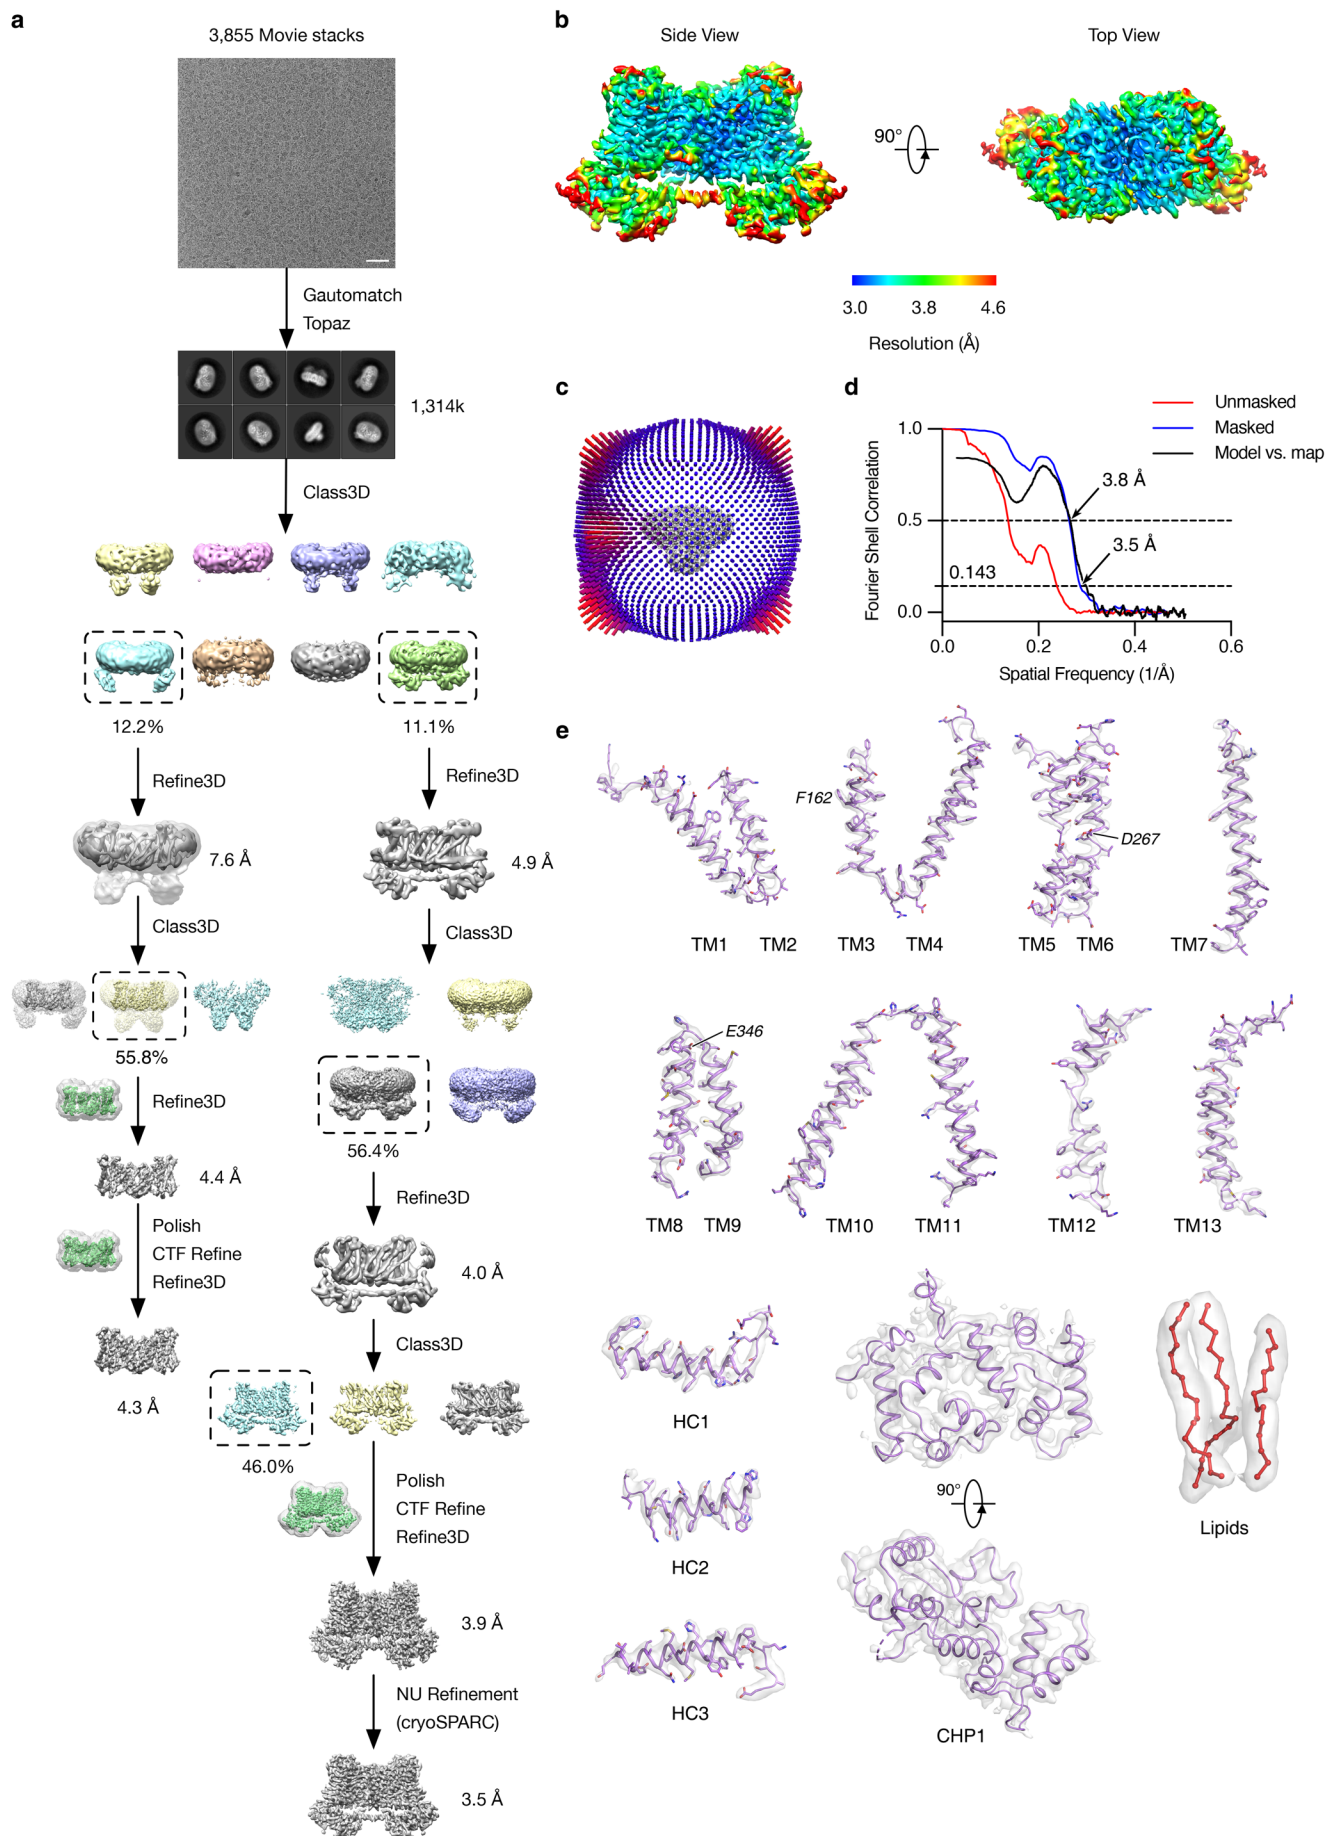 a
3,855 Movie stacks
Gautomatch
Topaz
1,314k
Class3D
12.2%
11.1%
Refine3D
Refine3D
7.6 Å
4.9 Å
Class3D
Class3D
55.8%
Refine3D
56.4%
4.4 Å
Refine3D
Polish
CTF Refine
Refine3D
4.0 Å
Class3D
4.3 Å
46.0%
Polish
CTF Refine
Refine3D
3.9 Å
NU Refinement
(cryoSPARC)
3.5 Å
b
Side View
Top View
90°
3.0 3.8 4.6
Resolution (Å)
c
d
Unmasked
Masked
Model vs. map
1.0
3.8 Å
0.5
3.5 Å
0.143
0.0
Fourier Shell Correlation
0.0 0.2 0.4 0.6
Spatial Frequency (1/Å)
e
F162
D267
TM1 TM2 TM3 TM4 TM5 TM6 TM7
E346
TM8 TM9 TM10 TM11 TM12 TM13
HC1
HC2
HC3
90°
CHP1
Lipids